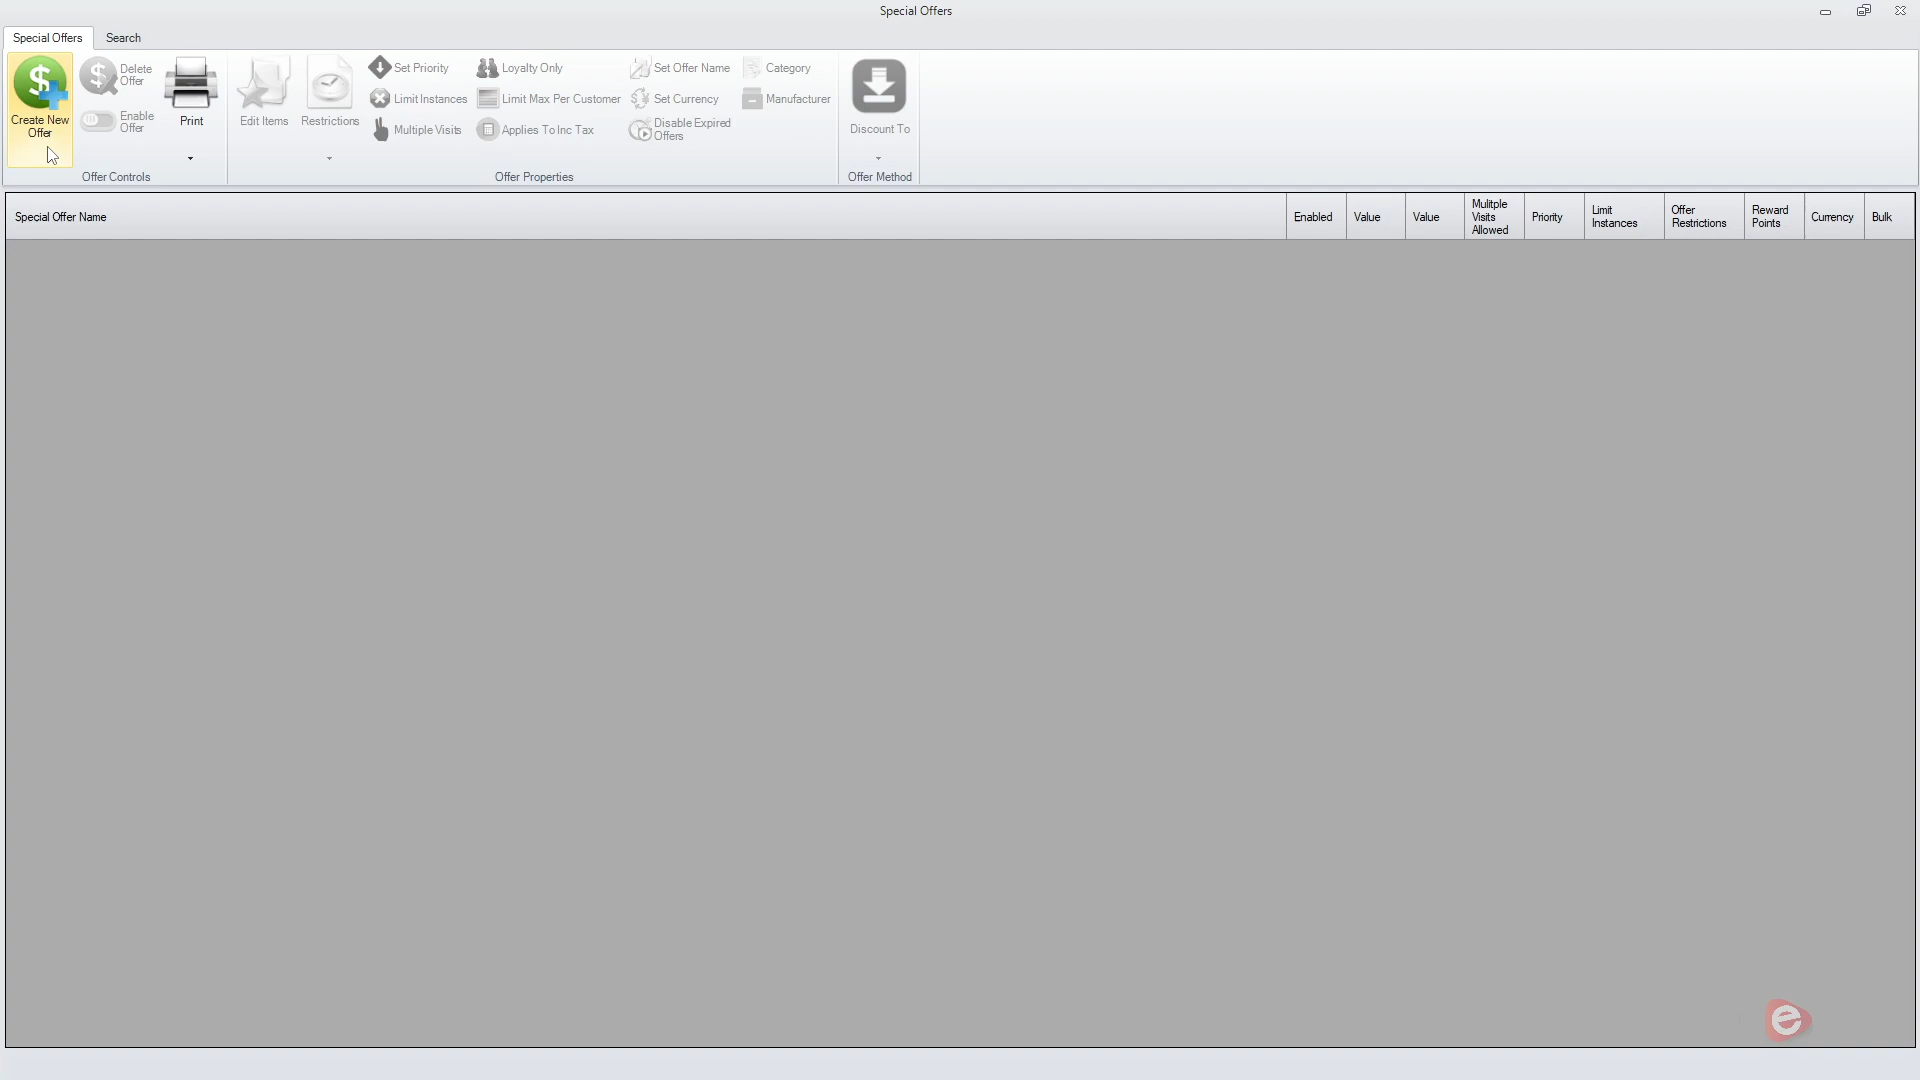 Special Offers
Special Offers
Search
Create New
Offer
Delete
Offer
Enable
Offer
Print
Offer Controls
Edit Items
Restrictions
Set Priority
Limit Instances
Multiple Visits
Loyalty Only
Limit Max Per Customer
Applies To Inc Tax
Set Offer Name
Set Currency
Disable Expired
Offers
Category
Manufacturer
Offer Properties
Discount To
Offer Method
Special Offer Name
Enabled
Value
Value
Mulitple
Visits
Allowed
Priority
Limit
Instances
Offer
Restrictions
Reward
Points
Currency
Bulk
e